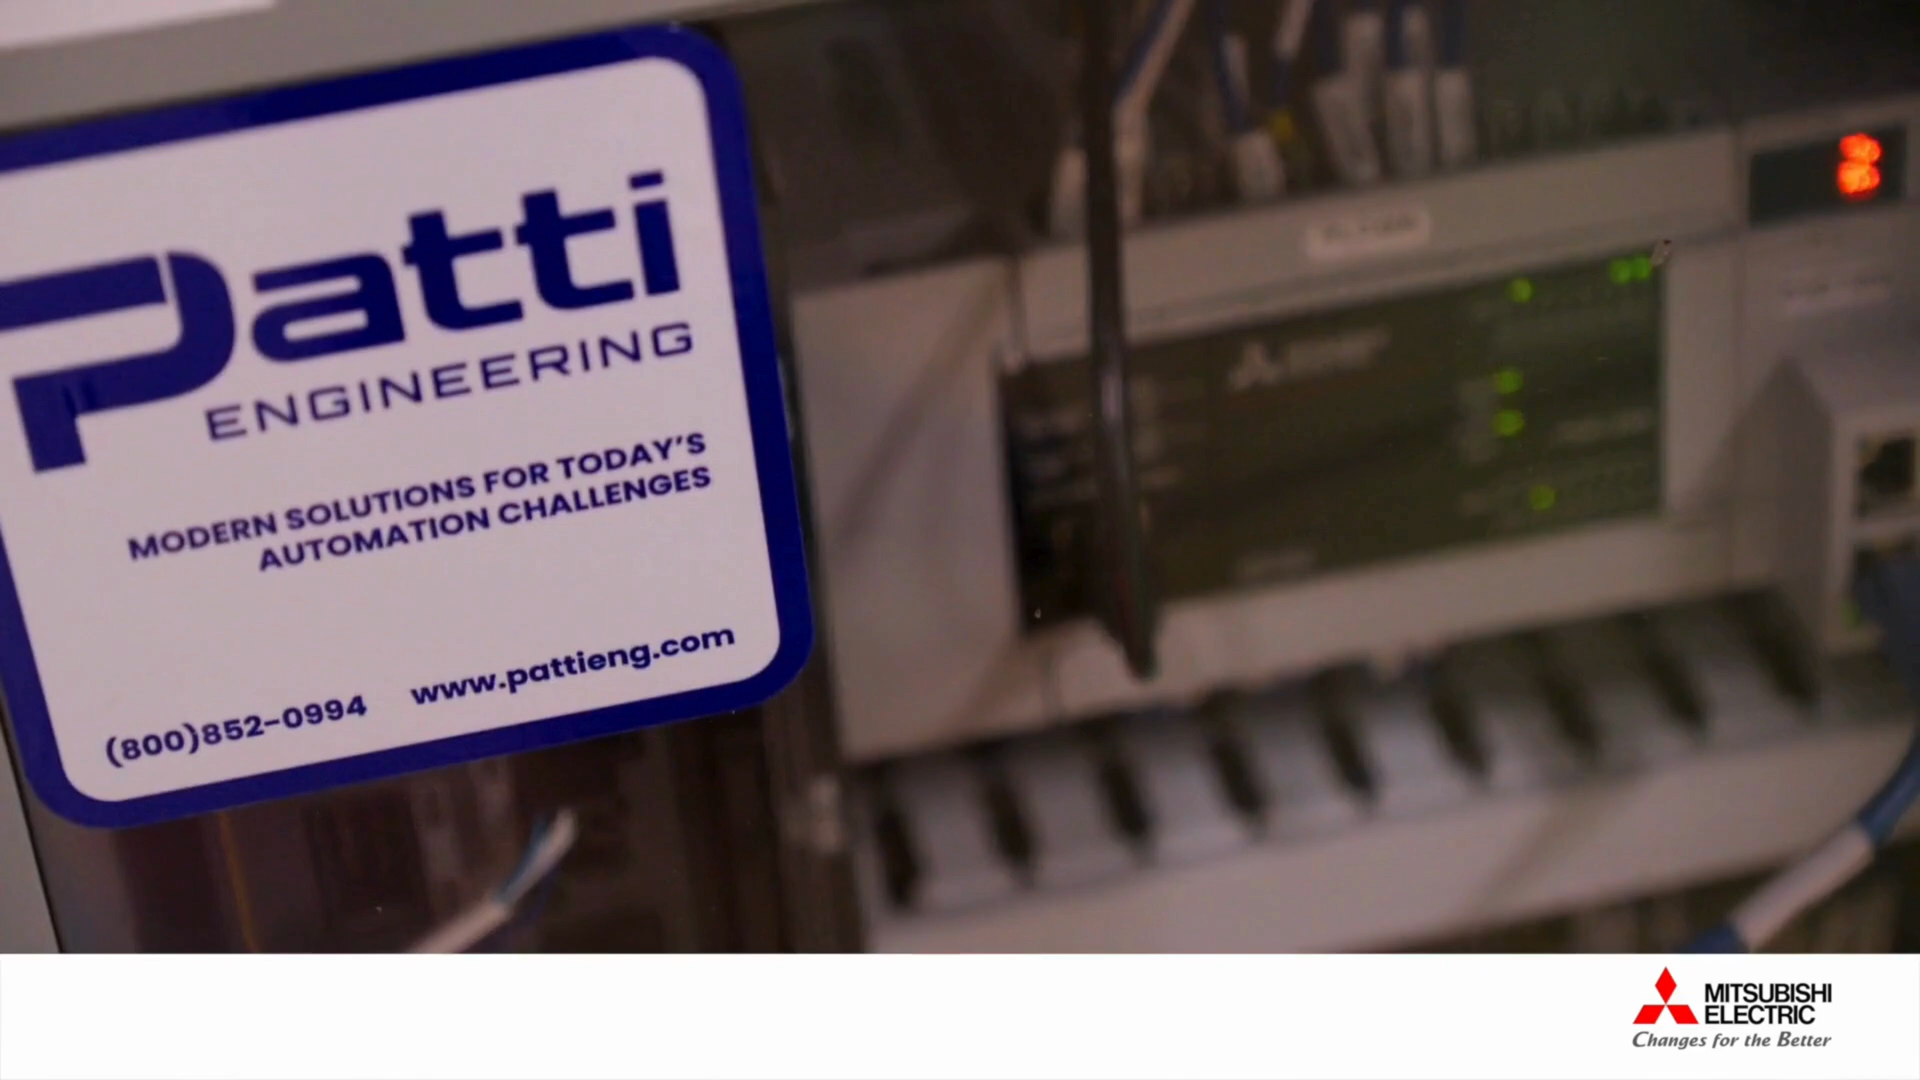 Patti
ENGINEERING
MODERN SOLUTIONS FOR TODAY'S
AUTOMATION CHALLENGES
(800)852-0994 www.pattieng.com
MITSUBISHI
ELECTRIC
Changes for the Better